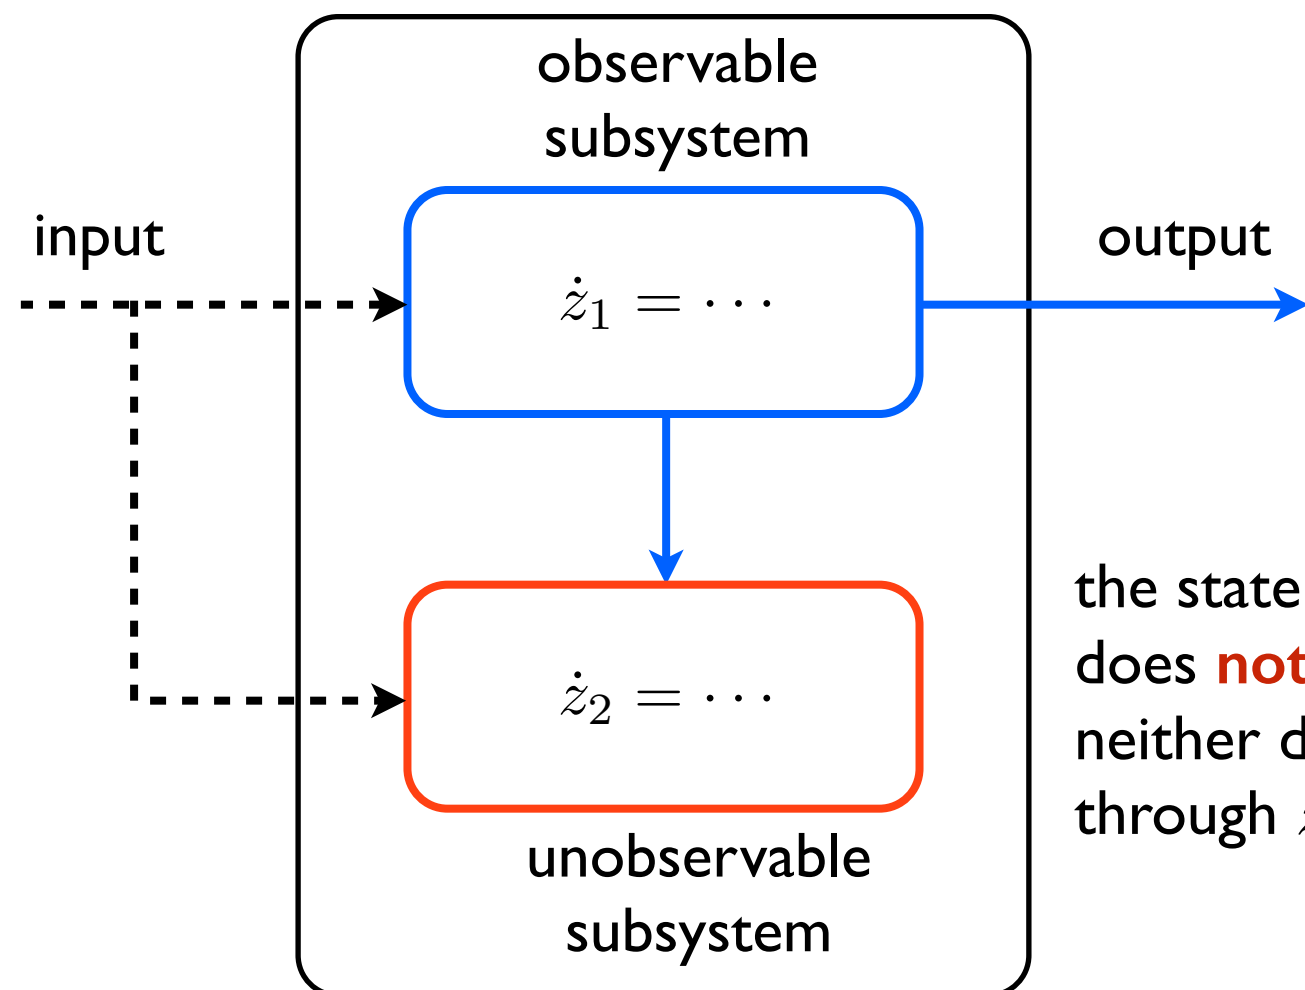 observable
subsystem
input
output
ż₁ = ⋯
the state
does not
neither
ż₂ = ⋯
through
unobservable
subsystem